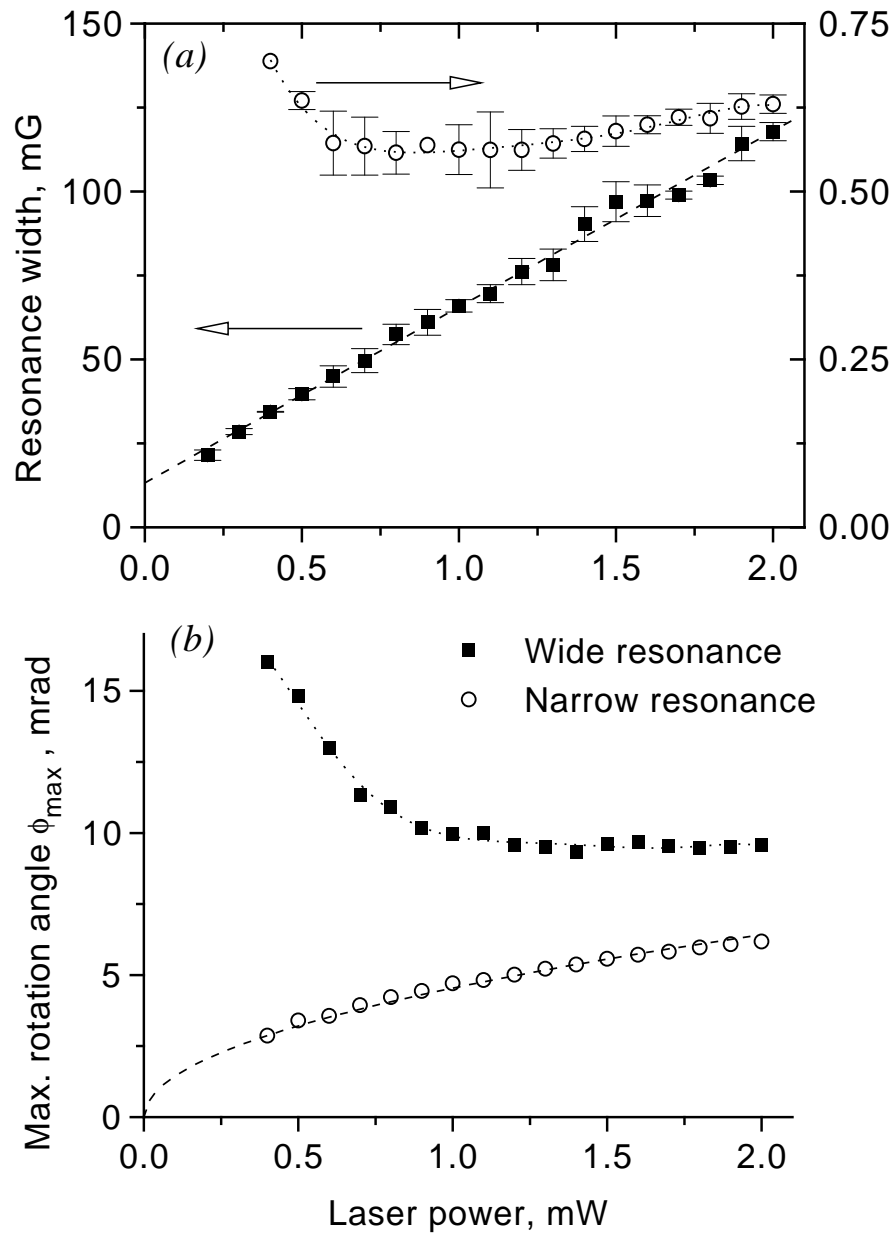 150
(a)
0.75
100
0.50
50
0.25
0
0.00
0.0 0.5 1.0 1.5 2.0
Resonance width, mG
(b)
Wide resonance
Narrow resonance
15
10
5
0
0.0 0.5 1.0 1.5 2.0
Max. rotation angle ϕmax , mrad
Laser power, mW